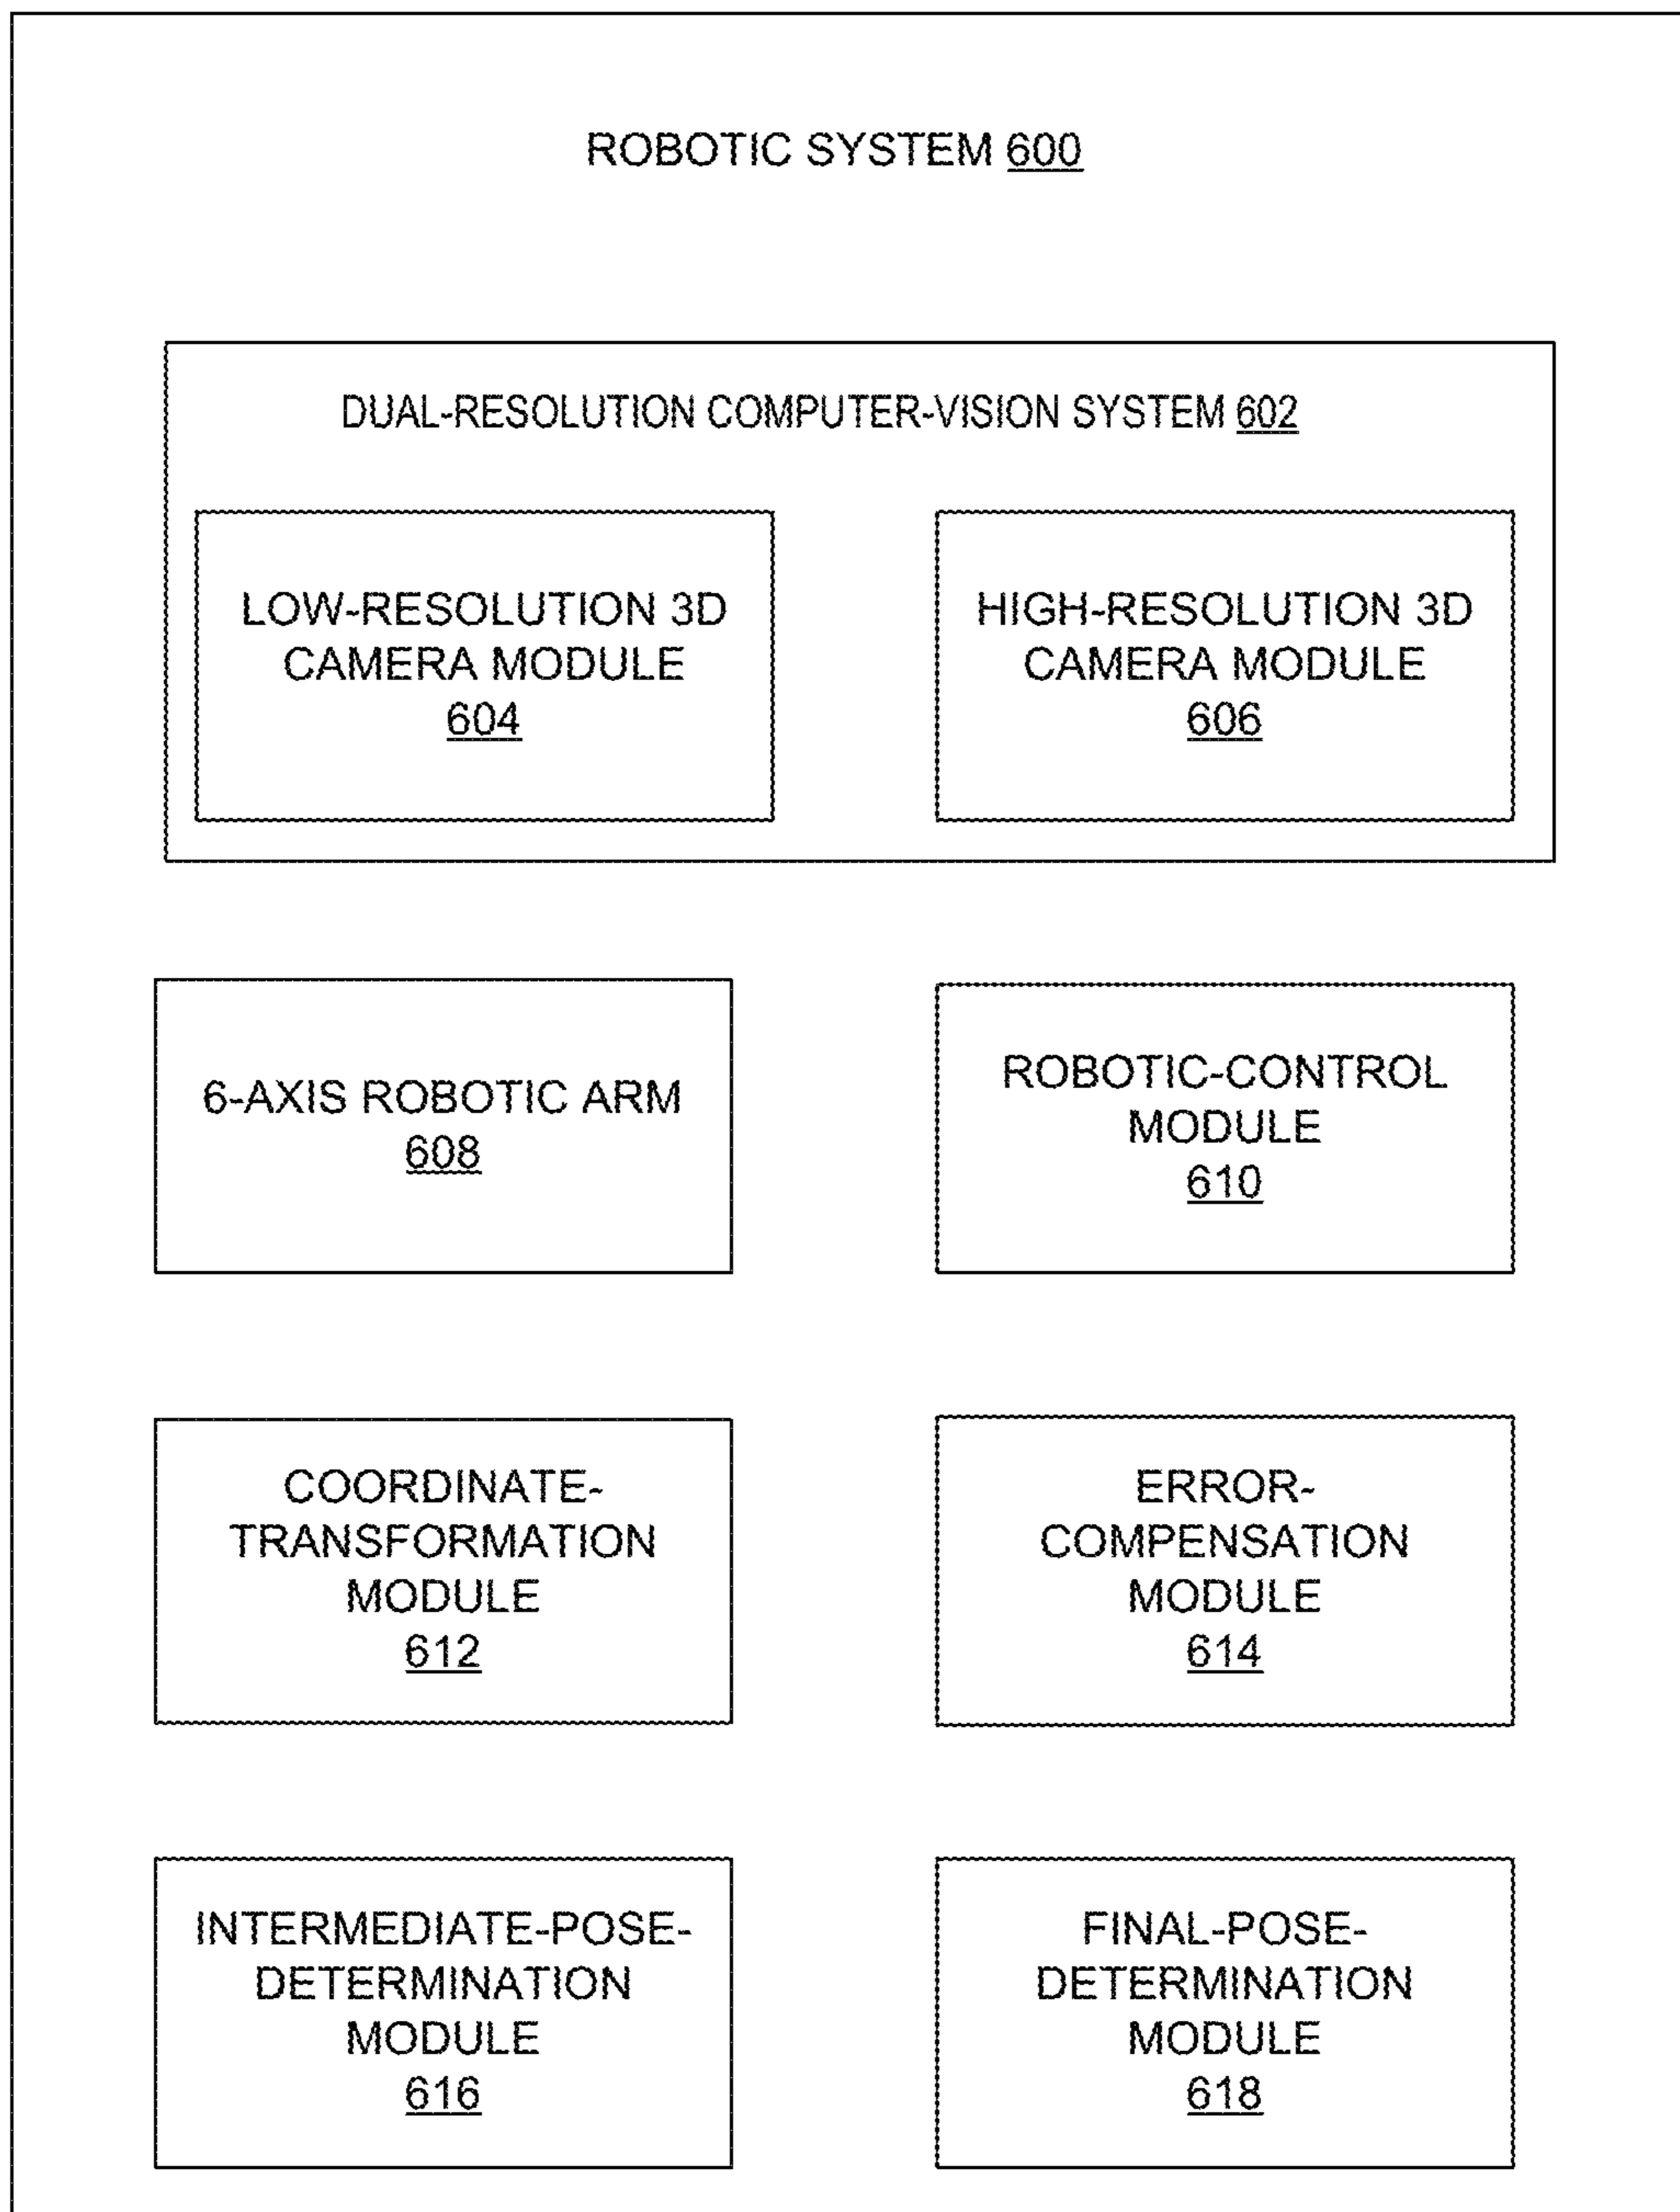 ROBOTIC SYSTEM 600
DUAL-RESOLUTION COMPUTER-VISION SYSTEM 602
LOW-RESOLUTION 3D
CAMERA MODULE
604
HIGH-RESOLUTION 3D
CAMERA MODULE
606
6-AXIS ROBOTIC ARM
608
ROBOTIC-CONTROL
MODULE
610
COORDINATE-
TRANSFORMATION
MODULE
612
ERROR-
COMPENSATION
MODULE
614
INTERMEDIATE-POSE-
DETERMINATION
MODULE
616
FINAL-POSE-
DETERMINATION
MODULE
618